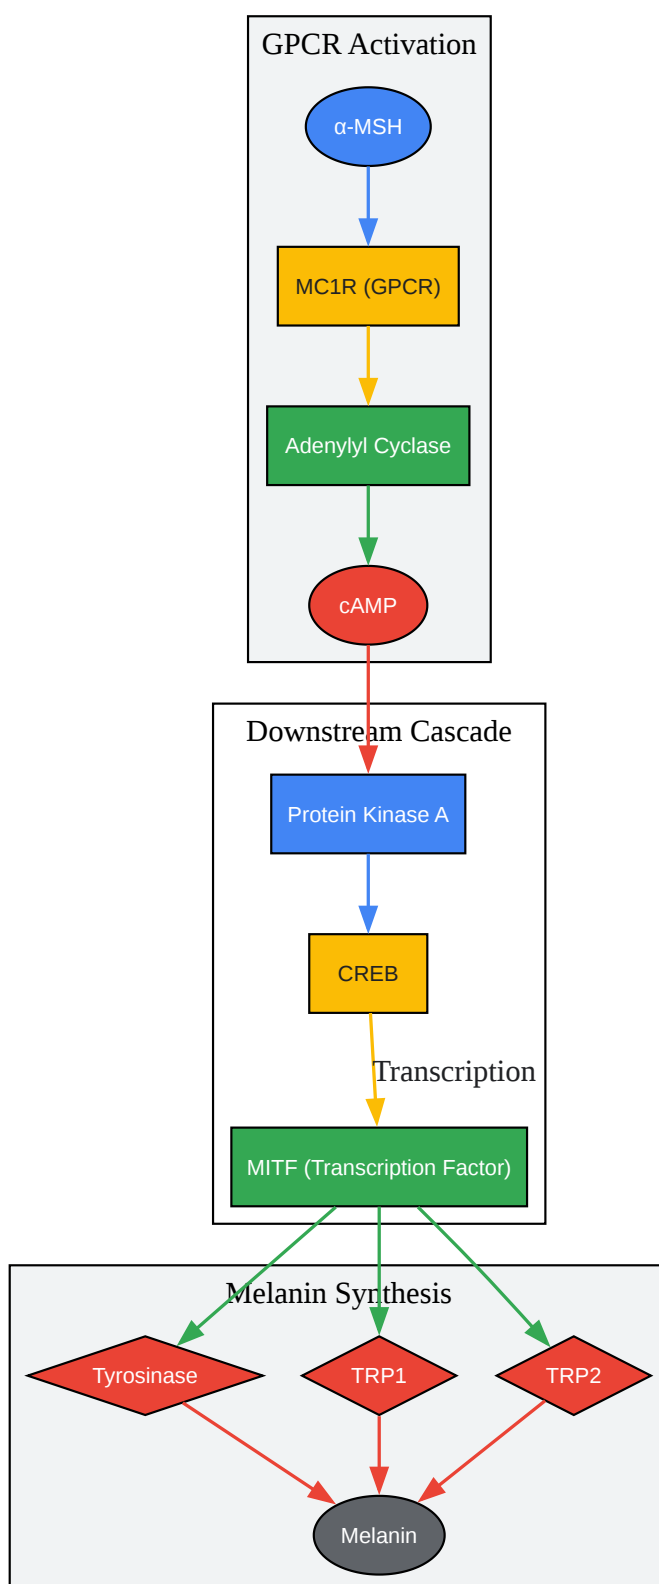 GPCR Activation
α-MSH
MC1R (GPCR)
Adenylyl Cyclase
cAMP
Downstream Cascade
Protein Kinase A
CREB
Transcription
MITF (Transcription Factor)
Melanin Synthesis
Tyrosinase
TRP1
TRP2
Melanin